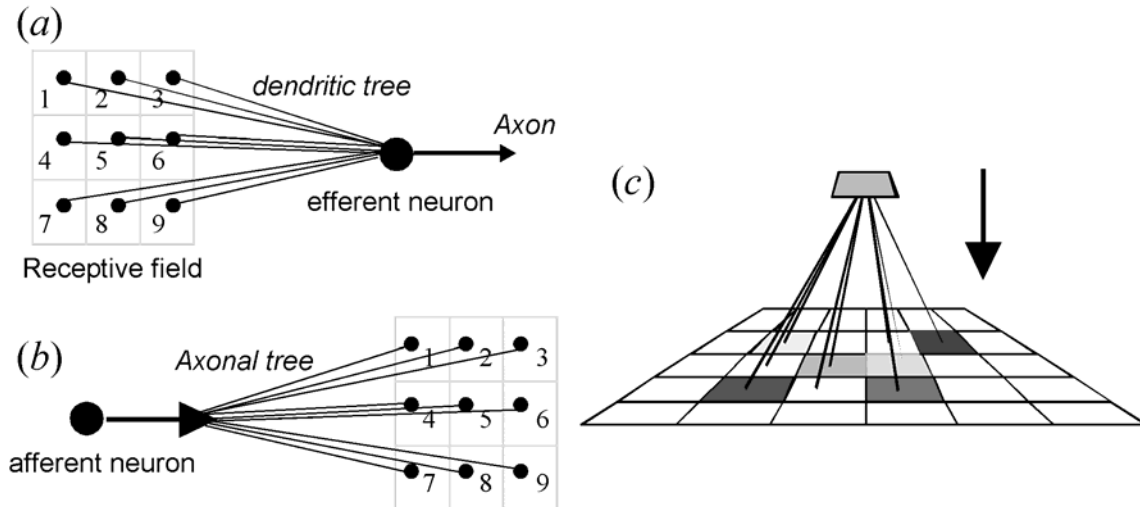 (a)
1 2 3
dendritic tree
Axon
4 5 6
efferent neuron
7 8 9
Receptive field
(b)
Axonal tree
1 2 3
4 5 6
afferent neuron
7 8 9
(c)